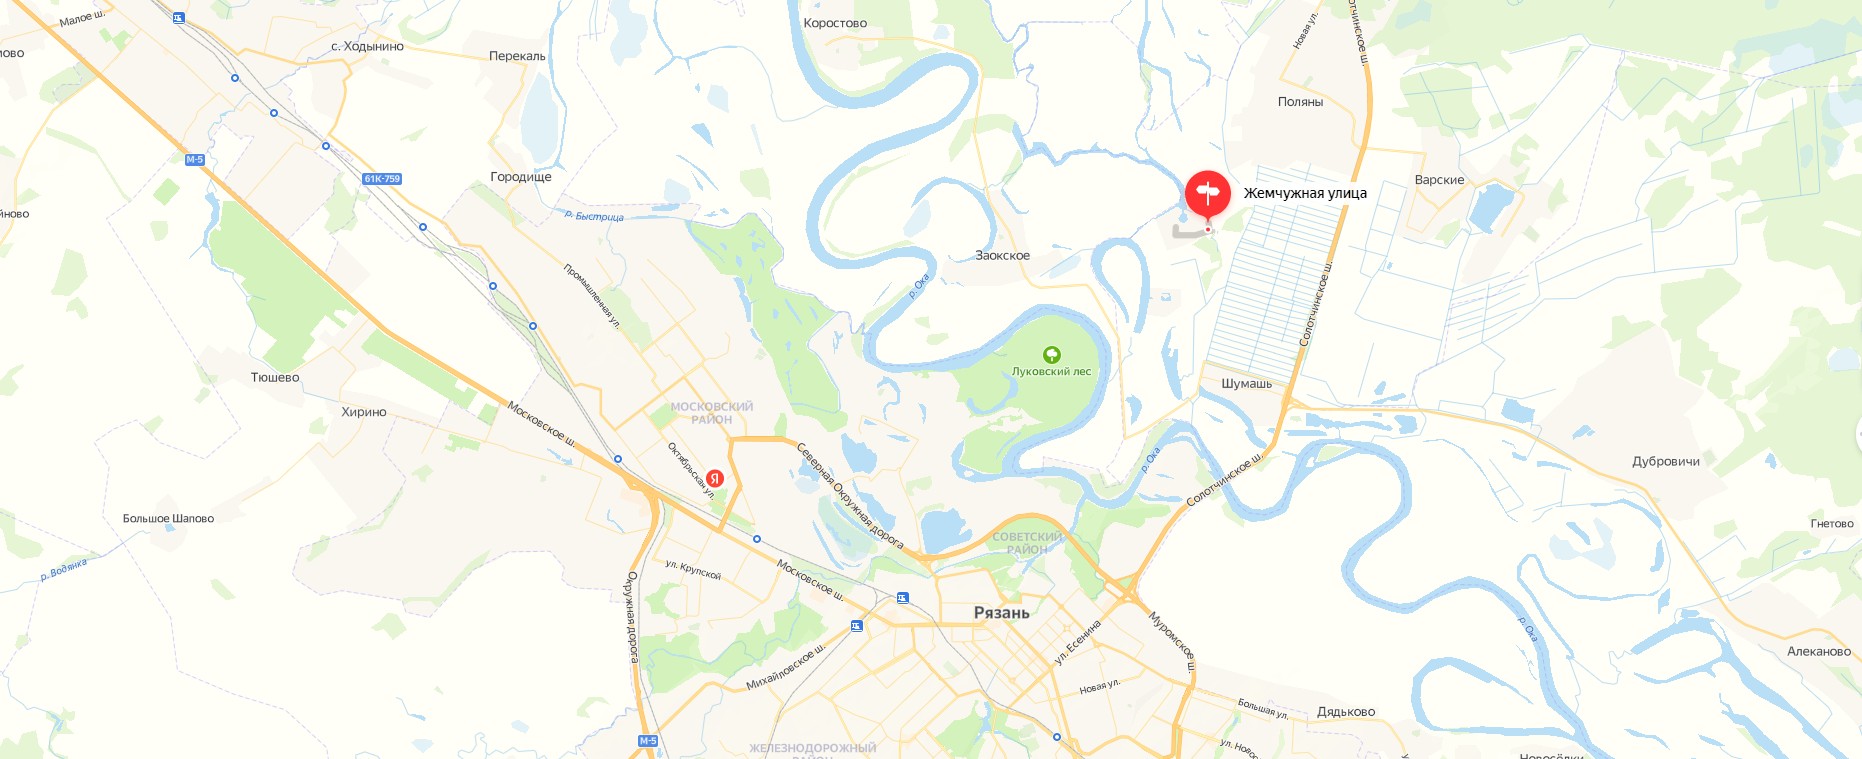 Малое ш.
с. Ходынино
Перекаль
Коростово
Новая ул.
Поляны
М-5
61К-759
Городище
р. Быстрица
Жемчужная улица
Варские
Заокское
р. Ока
Промышленная ул.
Солотчинское ш.
Луковский лес
Тюшево
Хирино
Шумашь
МОСКОВСКИЙ
РАЙОН
Московское ш.
Октябрьская ул.
Я
Северная Окружная дорога
р. Ока
Солотчинское ш.
Дубровичи
Большое Шапово
Гнетово
СОВЕТСКИЙ
РАЙОН
р. Водянка
ул. Крупской
Московское ш.
Окружная дорога
Рязань
ул. Есенина
Муромское ш.
р. Ока
Алеканово
Михайловское ш.
Новая ул.
Большая ул.
Дядьково
М-5
ЖЕЛЕЗНОДОРОЖНЫЙ
РАЙОН
Новосёлки